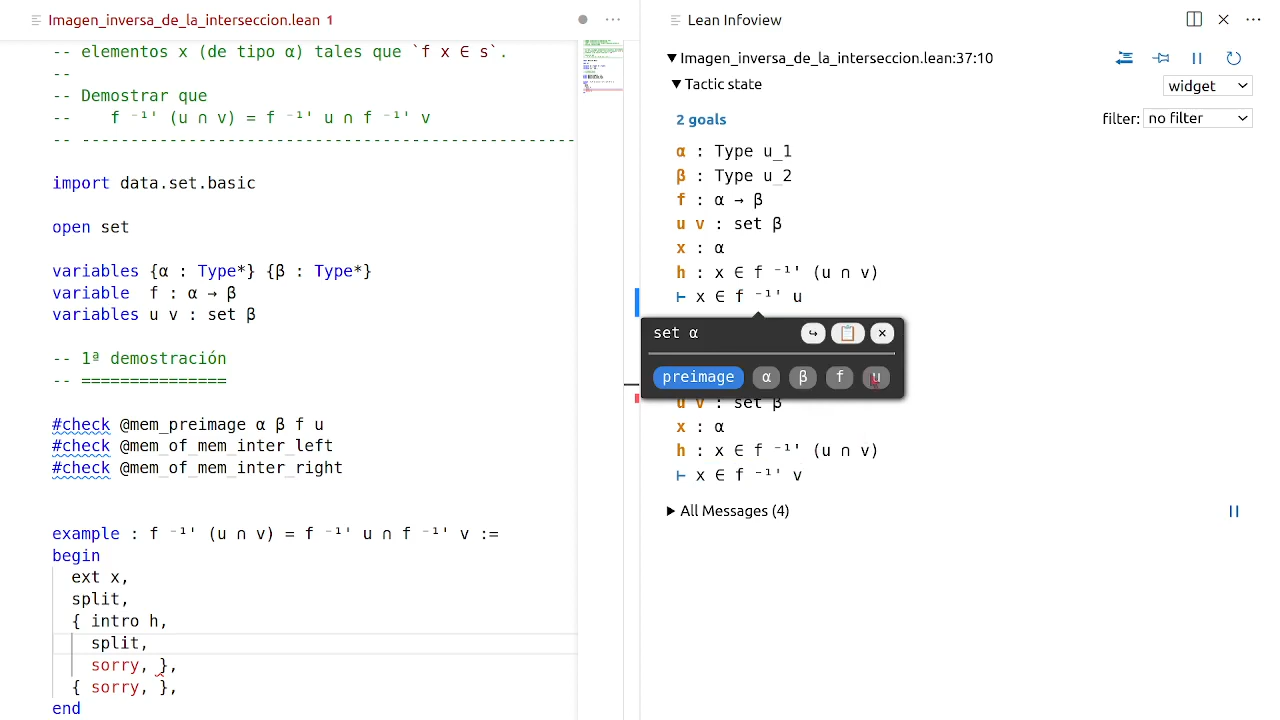 Imagen_inversa_de_la_interseccion.lean 1
-- elementos x (de tipo α) tales que `f x ∈ s`.
--
-- Demostrar que
--    f ⁻¹' (u ∩ v) = f ⁻¹' u ∩ f ⁻¹' v
-- ---------------------------------------------------
import data.set.basic
open set
variables {α : Type*} {β : Type*}
variable  f : α → β
variables u v : set β
-- 1ª demostración
-- ===============
#check @mem_preimage α β f u
#check @mem_of_mem_inter_left
#check @mem_of_mem_inter_right
example : f ⁻¹' (u ∩ v) = f ⁻¹' u ∩ f ⁻¹' v :=
begin
  ext x,
  split,
  { intro h,
    split,
    sorry, },
  { sorry, },
end
Lean Infoview
▼Imagen_inversa_de_la_interseccion.lean:37:10
▼Tactic state
widget
2 goals
filter: no filter
α : Type u_1
β : Type u_2
f : α → β
u v : set β
x : α
h : x ∈ f ⁻¹' (u ∩ v)
⊢ x ∈ f ⁻¹' u
set α
preimage α β f u
u v : set β
x : α
h : x ∈ f ⁻¹' (u ∩ v)
⊢ x ∈ f ⁻¹' v
▶All Messages (4)